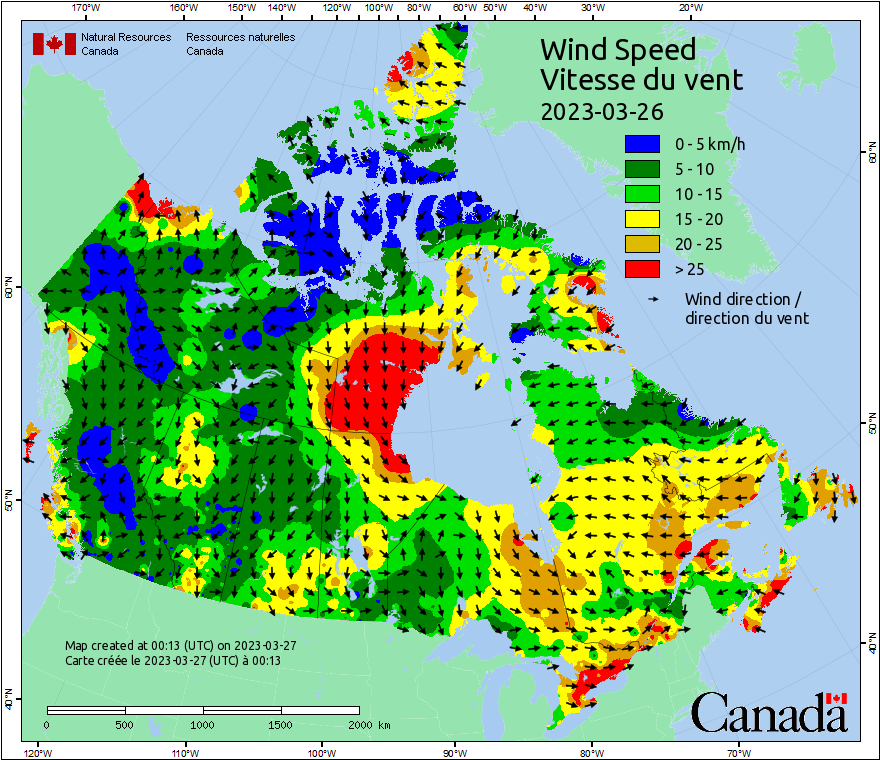 170°W 160°W 150°W 140°W 130°W 120°W 110°W 100°W 90°W 80°W 70°W 60°W 50°W 40°W 30°W 20°W
Natural Resources Canada
Ressources naturelles Canada
Wind Speed
Vitesse du vent
2023-03-26
0 - 5 km/h
5 - 10
10 - 15
15 - 20
20 - 25
> 25
Wind direction /
direction du vent
60°N
60°N
50°N
50°N
40°N
40°N
Map created at 00:13 (UTC) on 2023-03-27
Carte créée le 2023-03-27 (UTC) à 00:13
0 500 1000 1500 2000 km
Canada
120°W 110°W 100°W 90°W 80°W 70°W